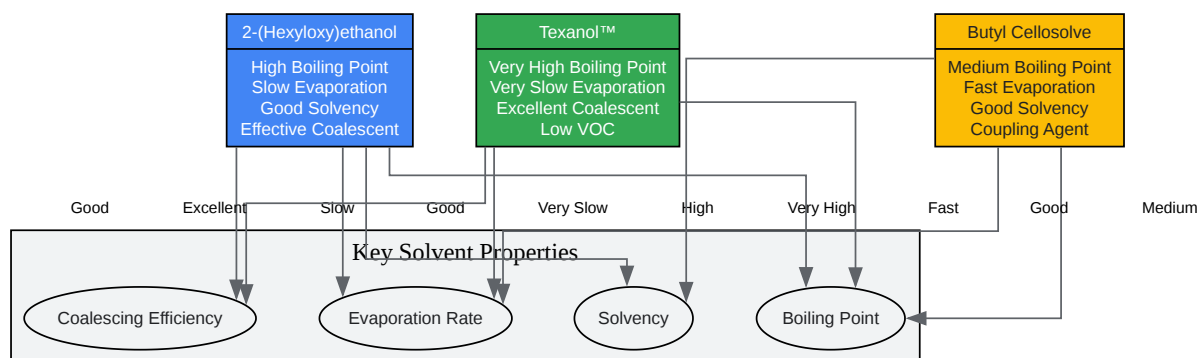 2-(Hexyloxy)ethanol
High Boiling Point
Slow Evaporation
Good Solvency
Effective Coalescent
Texanol™
Very High Boiling Point
Very Slow Evaporation
Excellent Coalescent
Low VOC
Butyl Cellosolve
Medium Boiling Point
Fast Evaporation
Good Solvency
Coupling Agent
Good Excellent Slow Good Very Slow High Very High Fast Good Medium
Key Solvent Properties
Coalescing Efficiency Evaporation Rate Solvency Boiling Point